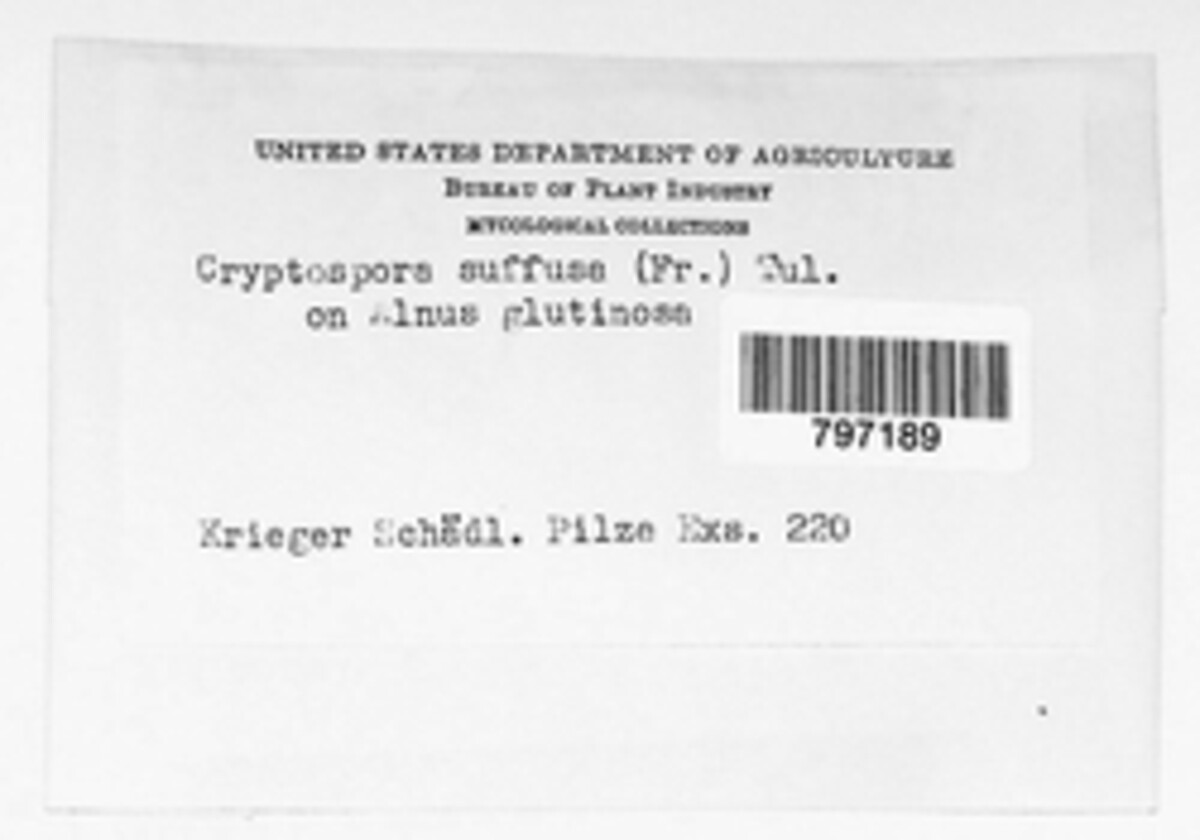 UNITED STATES DEPARTMENT OF AGRICULTURE
BUREAU OF PLANT INDUSTRY
MYCOLOGICAL COLLECTIONS
Cryptospora suffusa (Fr.) Tul.
on Alnus glutinosa
797189
Krieger Schädl. Pilze Exs. 220